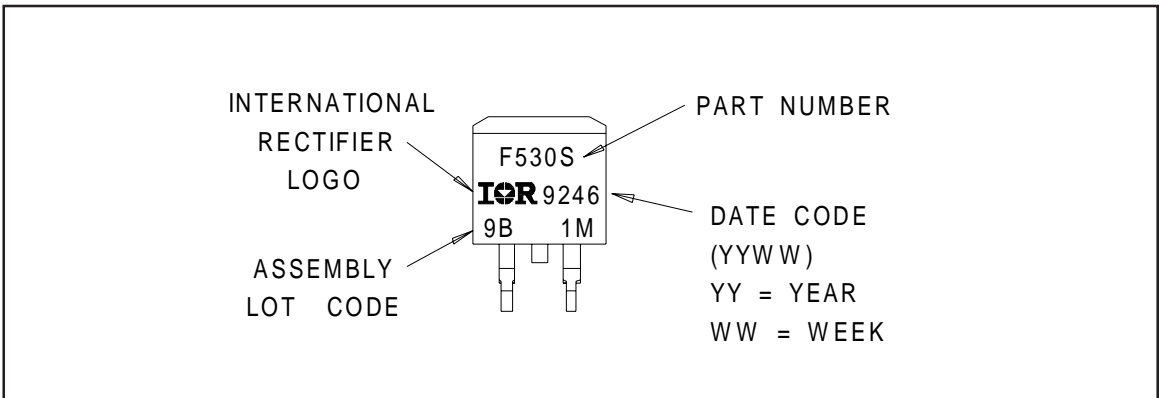 INTERNATIONAL
RECTIFIER
LOGO
ASSEMBLY
LOT CODE
F530S
IOR 9246
9B 1M
PART NUMBER
DATE CODE
(YYWW)
YY = YEAR
WW = WEEK